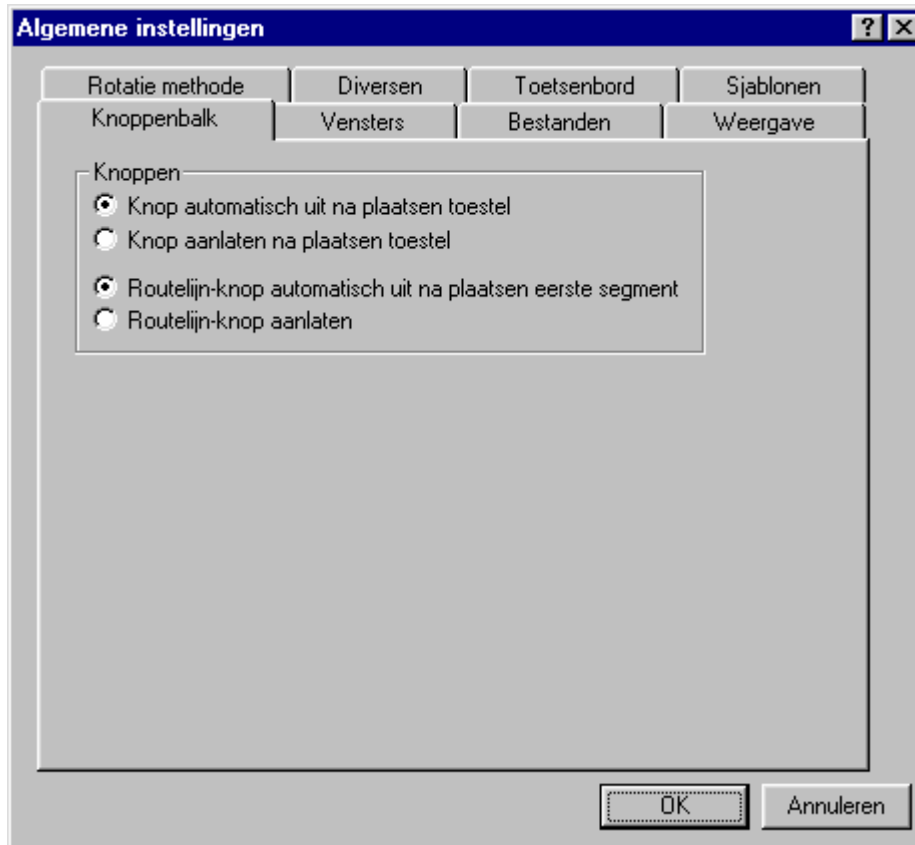 Algemene instellingen
Rotatie methode Diversen Toetsenbord Sjablonen
Knoppenbalk Vensters Bestanden Weergave
Knoppen
Knop automatisch uit na plaatsen toestel
Knop aanlaten na plaatsen toestel
Routelijn-knop automatisch uit na plaatsen eerste segment
Routelijn-knop aanlaten
OK Annuleren